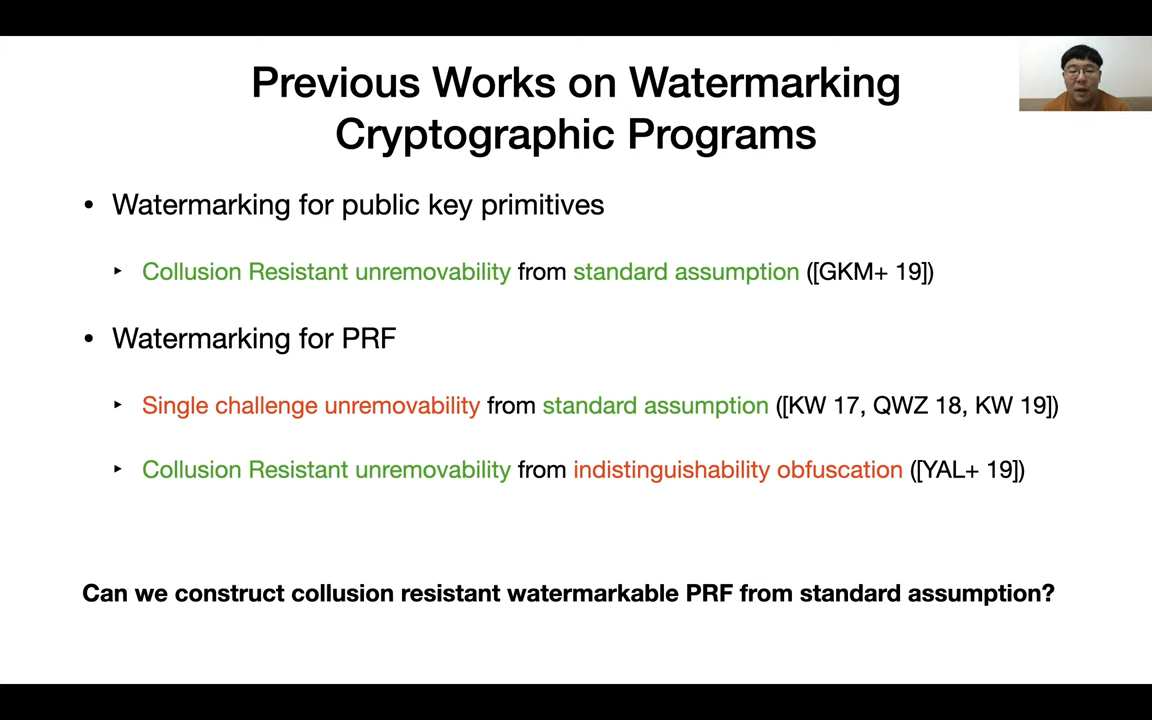 Previous Works on Watermarking
Cryptographic Programs
• Watermarking for public key primitives
‣ Collusion Resistant unremovability from standard assumption ([GKM+ 19])
• Watermarking for PRF
‣ Single challenge unremovability from standard assumption ([KW 17, QWZ 18, KW 19])
‣ Collusion Resistant unremovability from indistinguishability obfuscation ([YAL+ 19])
Can we construct collusion resistant watermarkable PRF from standard assumption?